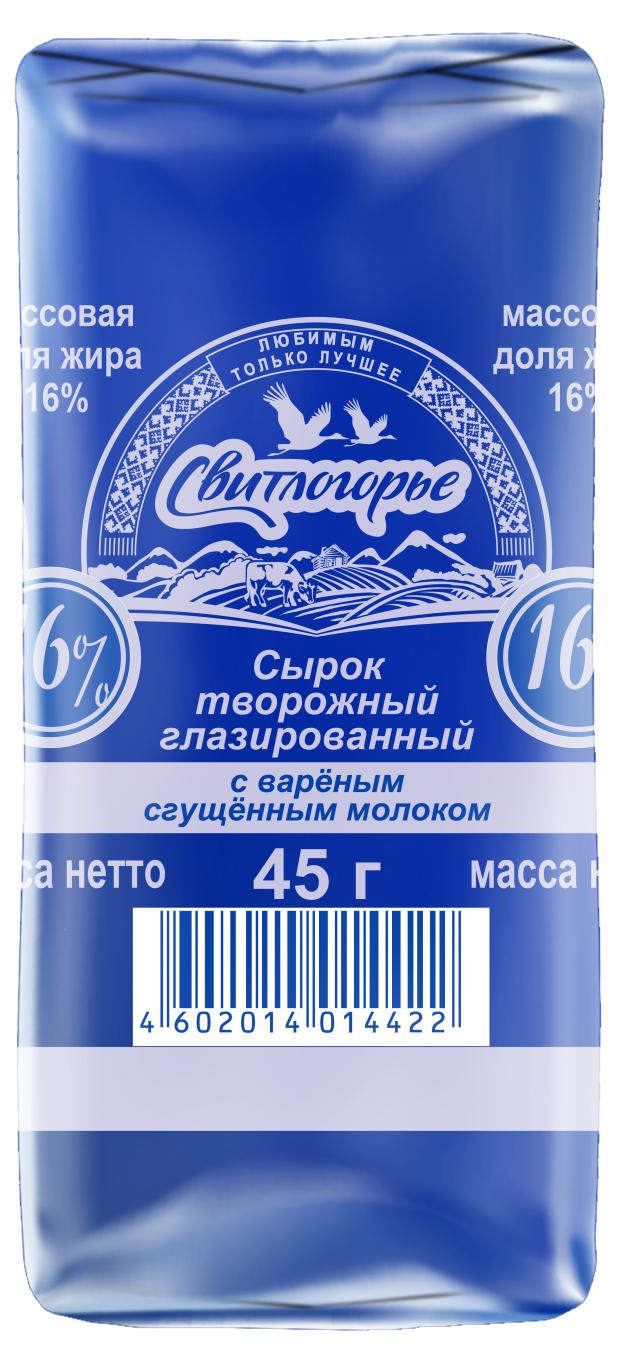 ссовая
ля жира
16%
массо
доля ж
16%
ЛЮБИМЫМ
ТОЛЬКО ЛУЧШЕЕ
Свитлогорье
6%
16
Сырок
творожный
глазированный
с варёным
сгущённым молоком
са нетто
45 г
масса н
4 602014 014422